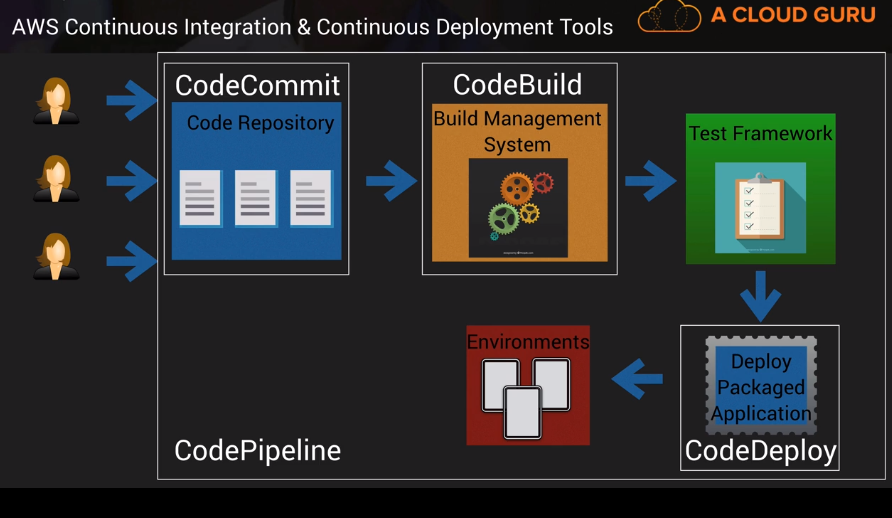 AWS Continuous Integration & Continuous Deployment Tools
A CLOUD GURU
CodeCommit
Code Repository
CodeBuild
Build Management
System
Test Framework
Environments
Deploy
Packaged
Application
CodeDeploy
CodePipeline